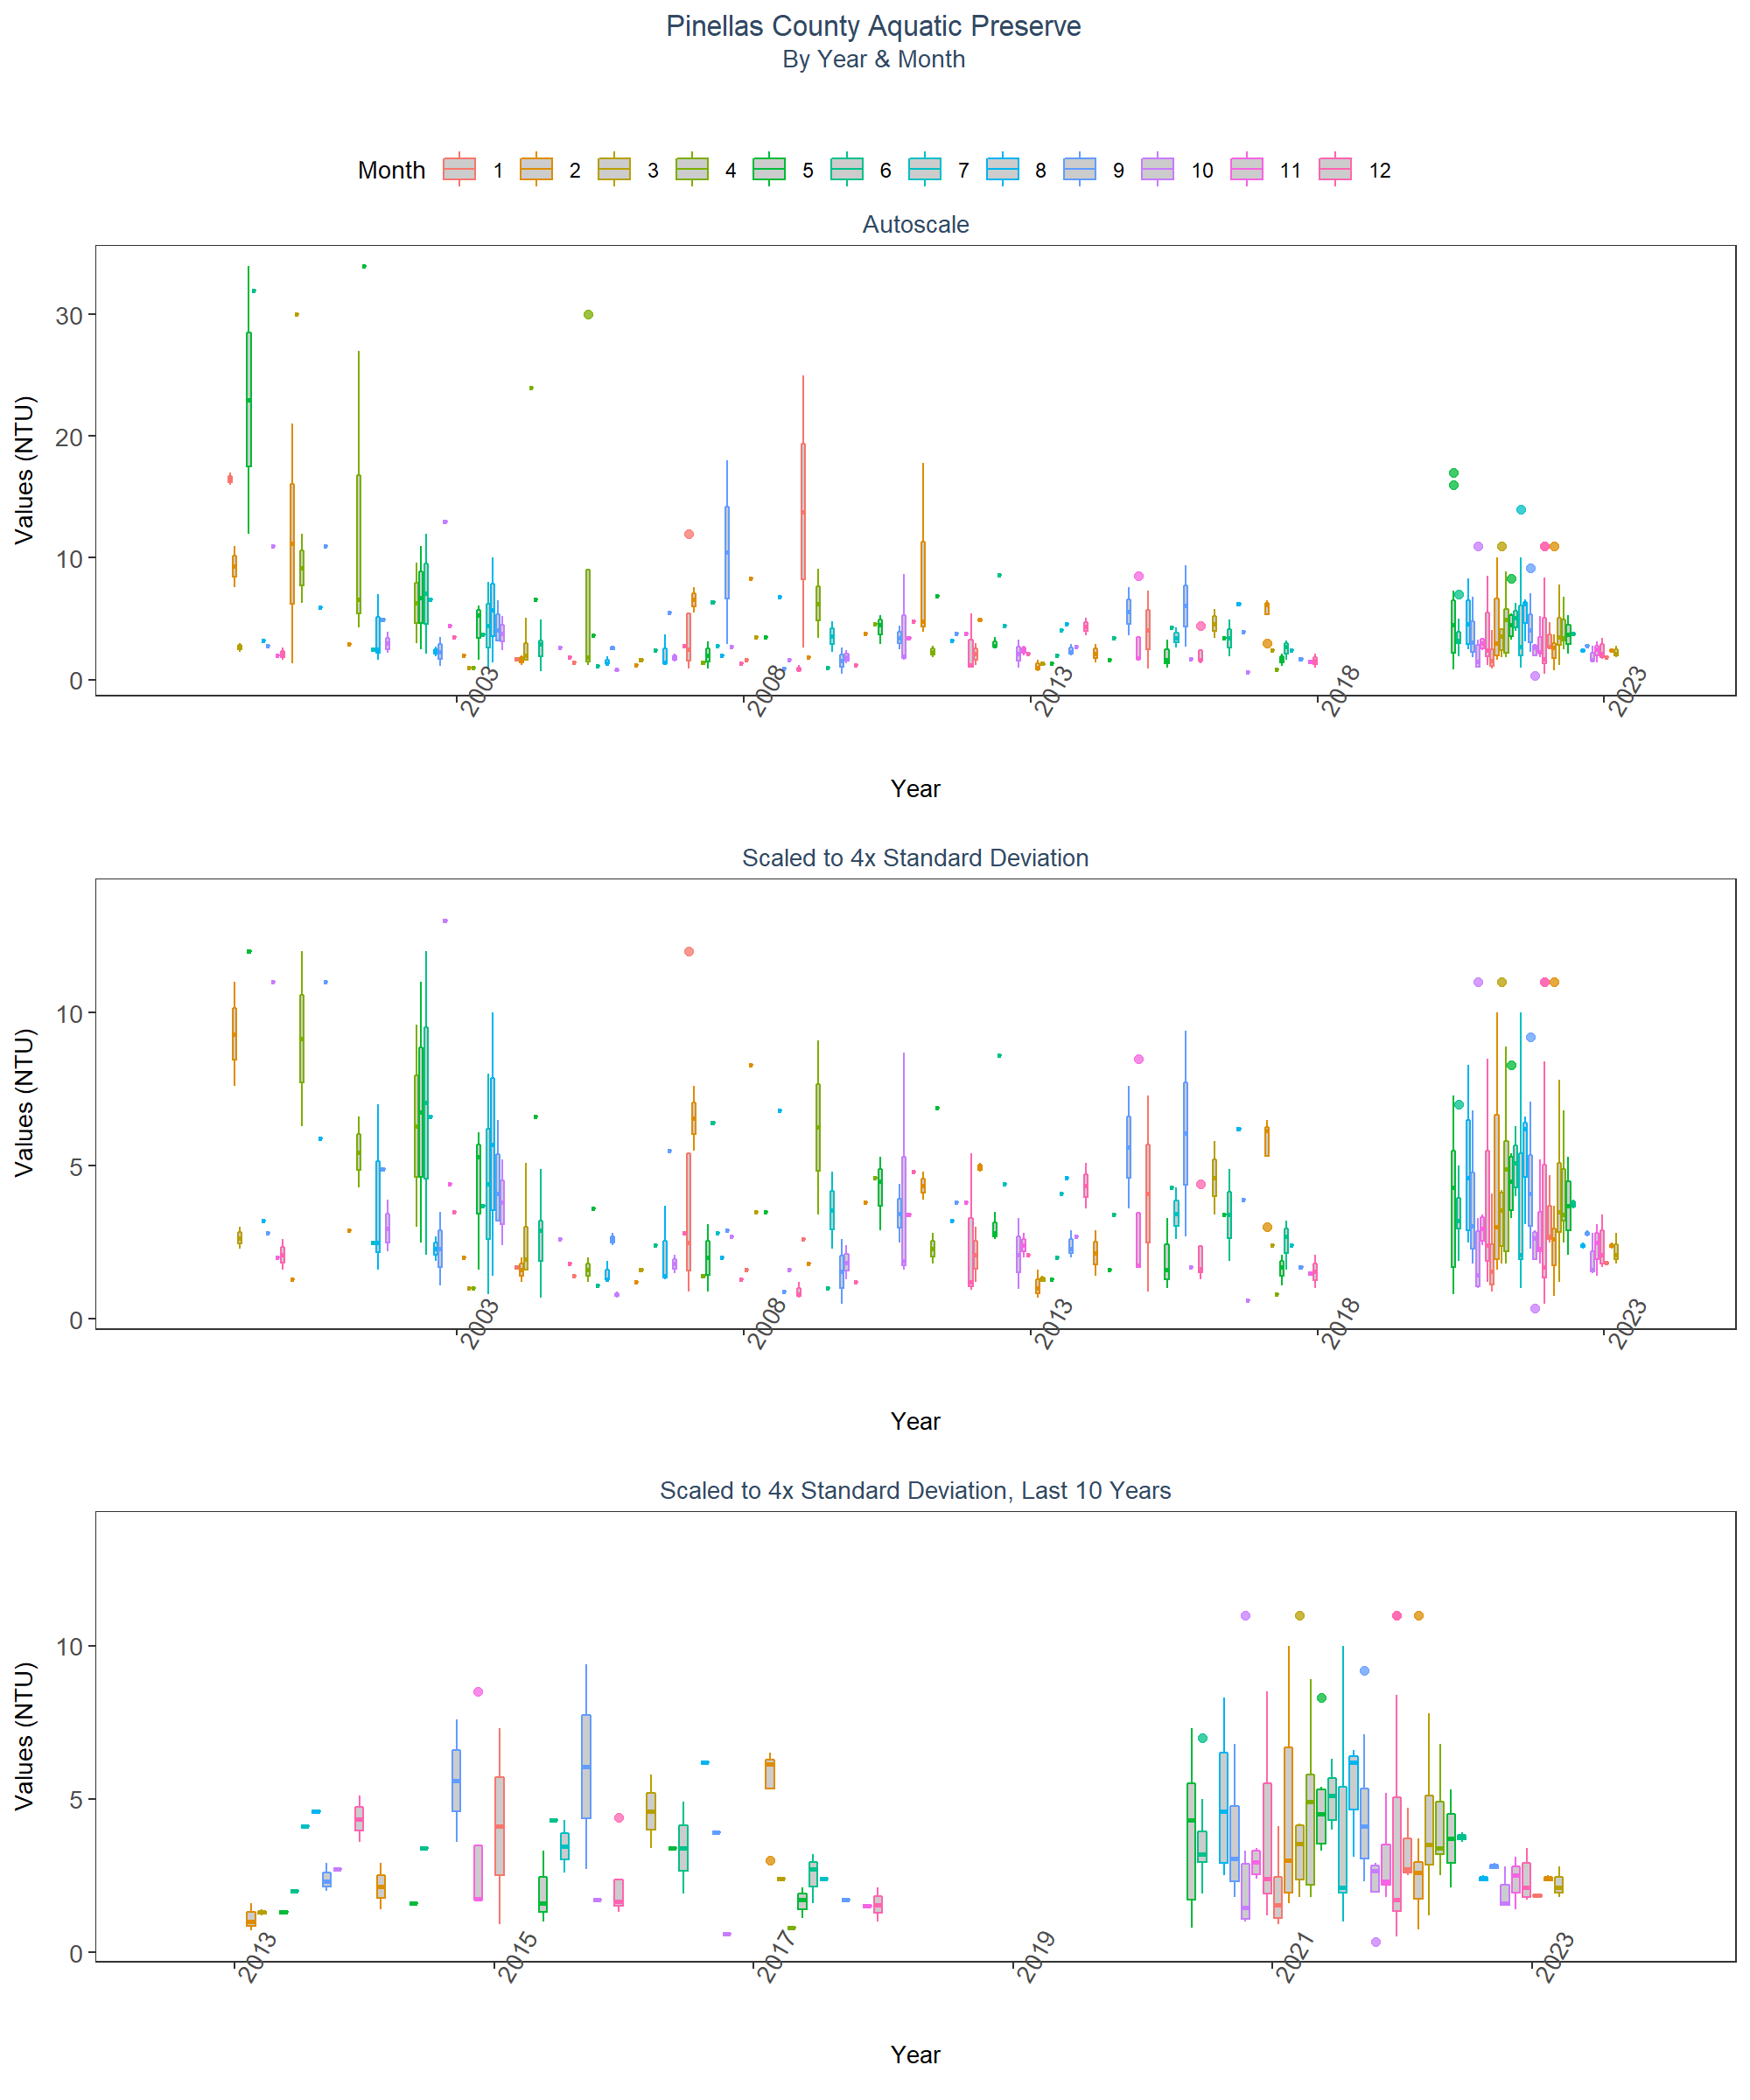 Pinellas County Aquatic Preserve
By Year & Month
Month 1 2 3 4 5 6 7 8 9 10 11 12
Autoscale
Values (NTU)
30
20
10
0
2003 2008 2013 2018 2023
Year
Scaled to 4x Standard Deviation
Values (NTU)
10
5
0
2003 2008 2013 2018 2023
Year
Scaled to 4x Standard Deviation, Last 10 Years
Values (NTU)
10
5
0
2013 2015 2017 2019 2021 2023
Year